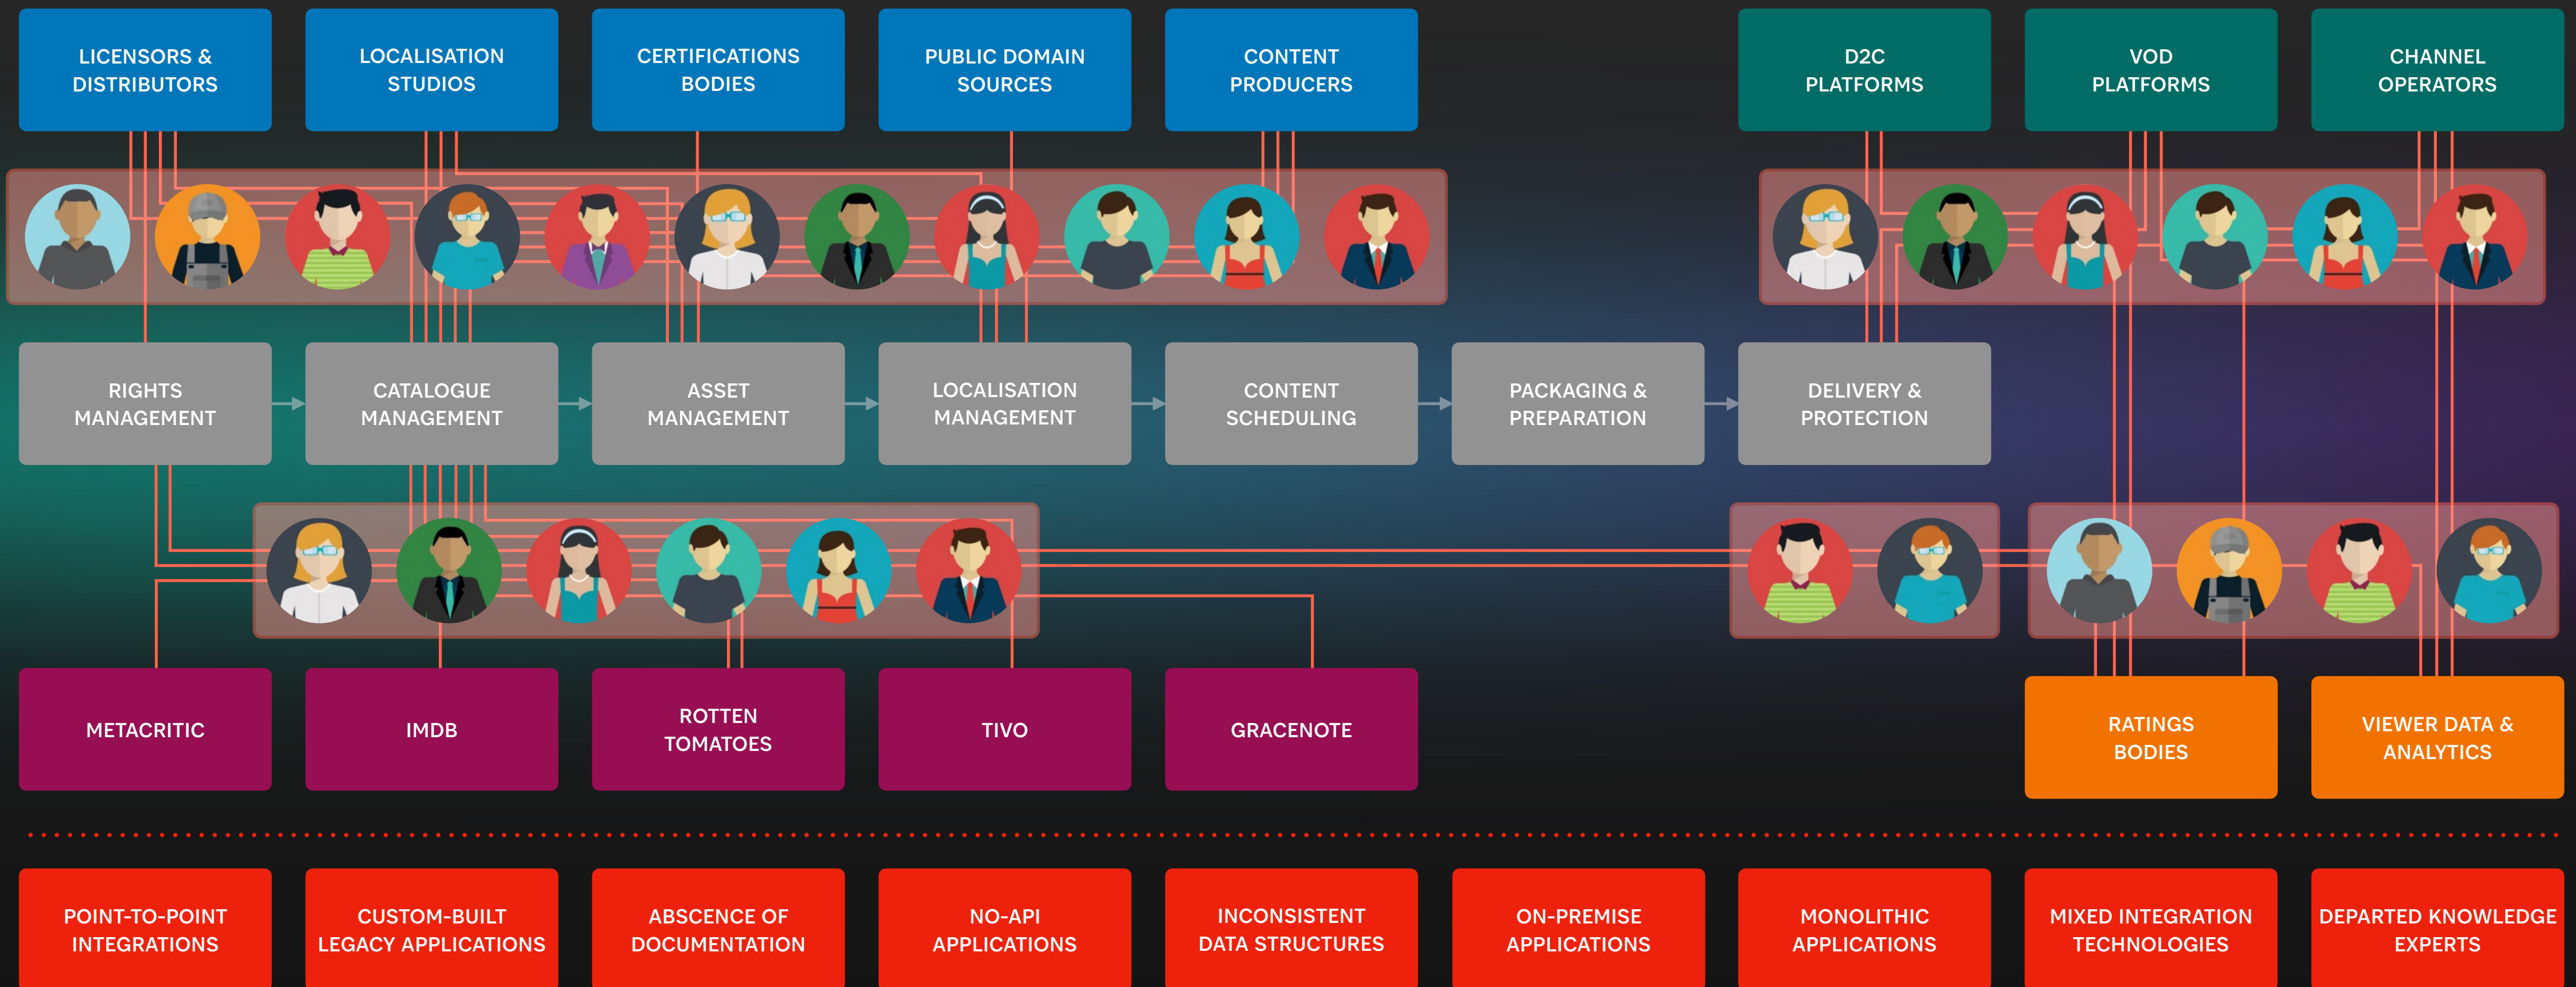 LICENSORS &
DISTRIBUTORS
LOCALISATION
STUDIOS
CERTIFICATIONS
BODIES
PUBLIC DOMAIN
SOURCES
CONTENT
PRODUCERS
D2C
PLATFORMS
VOD
PLATFORMS
CHANNEL
OPERATORS
RIGHTS
MANAGEMENT
CATALOGUE
MANAGEMENT
ASSET
MANAGEMENT
LOCALISATION
MANAGEMENT
CONTENT
SCHEDULING
PACKAGING &
PREPARATION
DELIVERY &
PROTECTION
METACRITIC
IMDB
ROTTEN
TOMATOES
TIVO
GRACENOTE
RATINGS
BODIES
VIEWER DATA &
ANALYTICS
POINT-TO-POINT
INTEGRATIONS
CUSTOM-BUILT
LEGACY APPLICATIONS
ABSCENCE OF
DOCUMENTATION
NO-API
APPLICATIONS
INCONSISTENT
DATA STRUCTURES
ON-PREMISE
APPLICATIONS
MONOLITHIC
APPLICATIONS
MIXED INTEGRATION
TECHNOLOGIES
DEPARTED KNOWLEDGE
EXPERTS